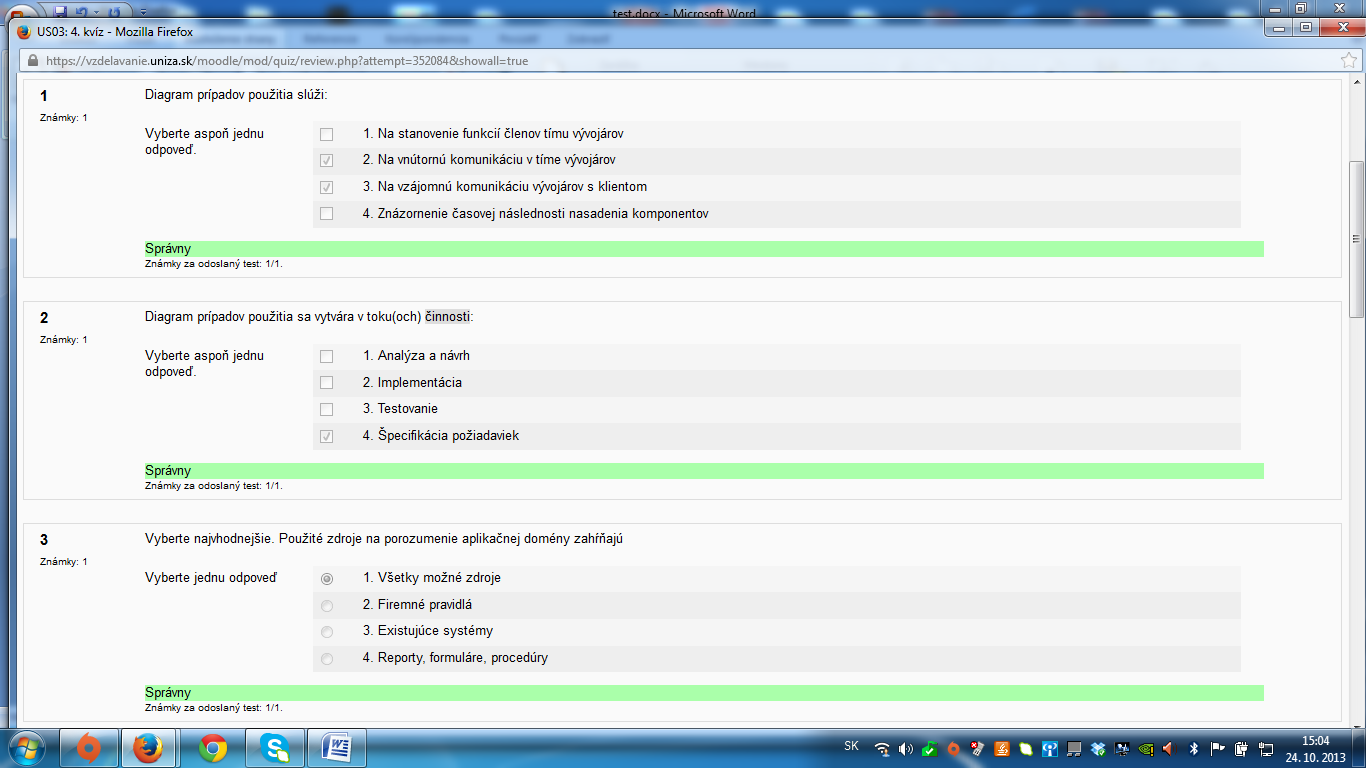 test.docx - Microsoft Word
US03: 4. kvíz - Mozilla Firefox
https://vzdelavanie.uniza.sk/moodle/mod/quiz/review.php?attempt=352084&showall=true
1
Známky: 1
Diagram prípadov použitia slúži:
Vyberte aspoň jednu
odpoveď.
1. Na stanovenie funkcií členov tímu vývojárov
2. Na vnútornú komunikáciu v tíme vývojárov
3. Na vzájomnú komunikáciu vývojárov s klientom
4. Znázornenie časovej následnosti nasadenia komponentov
Správny
Známky za odoslaný test: 1/1.
2
Známky: 1
Diagram prípadov použitia sa vytvára v toku(och) činnosti:
Vyberte aspoň jednu
odpoveď.
1. Analýza a návrh
2. Implementácia
3. Testovanie
4. Špecifikácia požiadaviek
Správny
Známky za odoslaný test: 1/1.
3
Známky: 1
Vyberte najvhodnejšie. Použité zdroje na porozumenie aplikačnej domény zahŕňajú
Vyberte jednu odpoveď
1. Všetky možné zdroje
2. Firemné pravidlá
3. Existujúce systémy
4. Reporty, formuláre, procedúry
Správny
Známky za odoslaný test: 1/1.
SK
15:04
24. 10. 2013